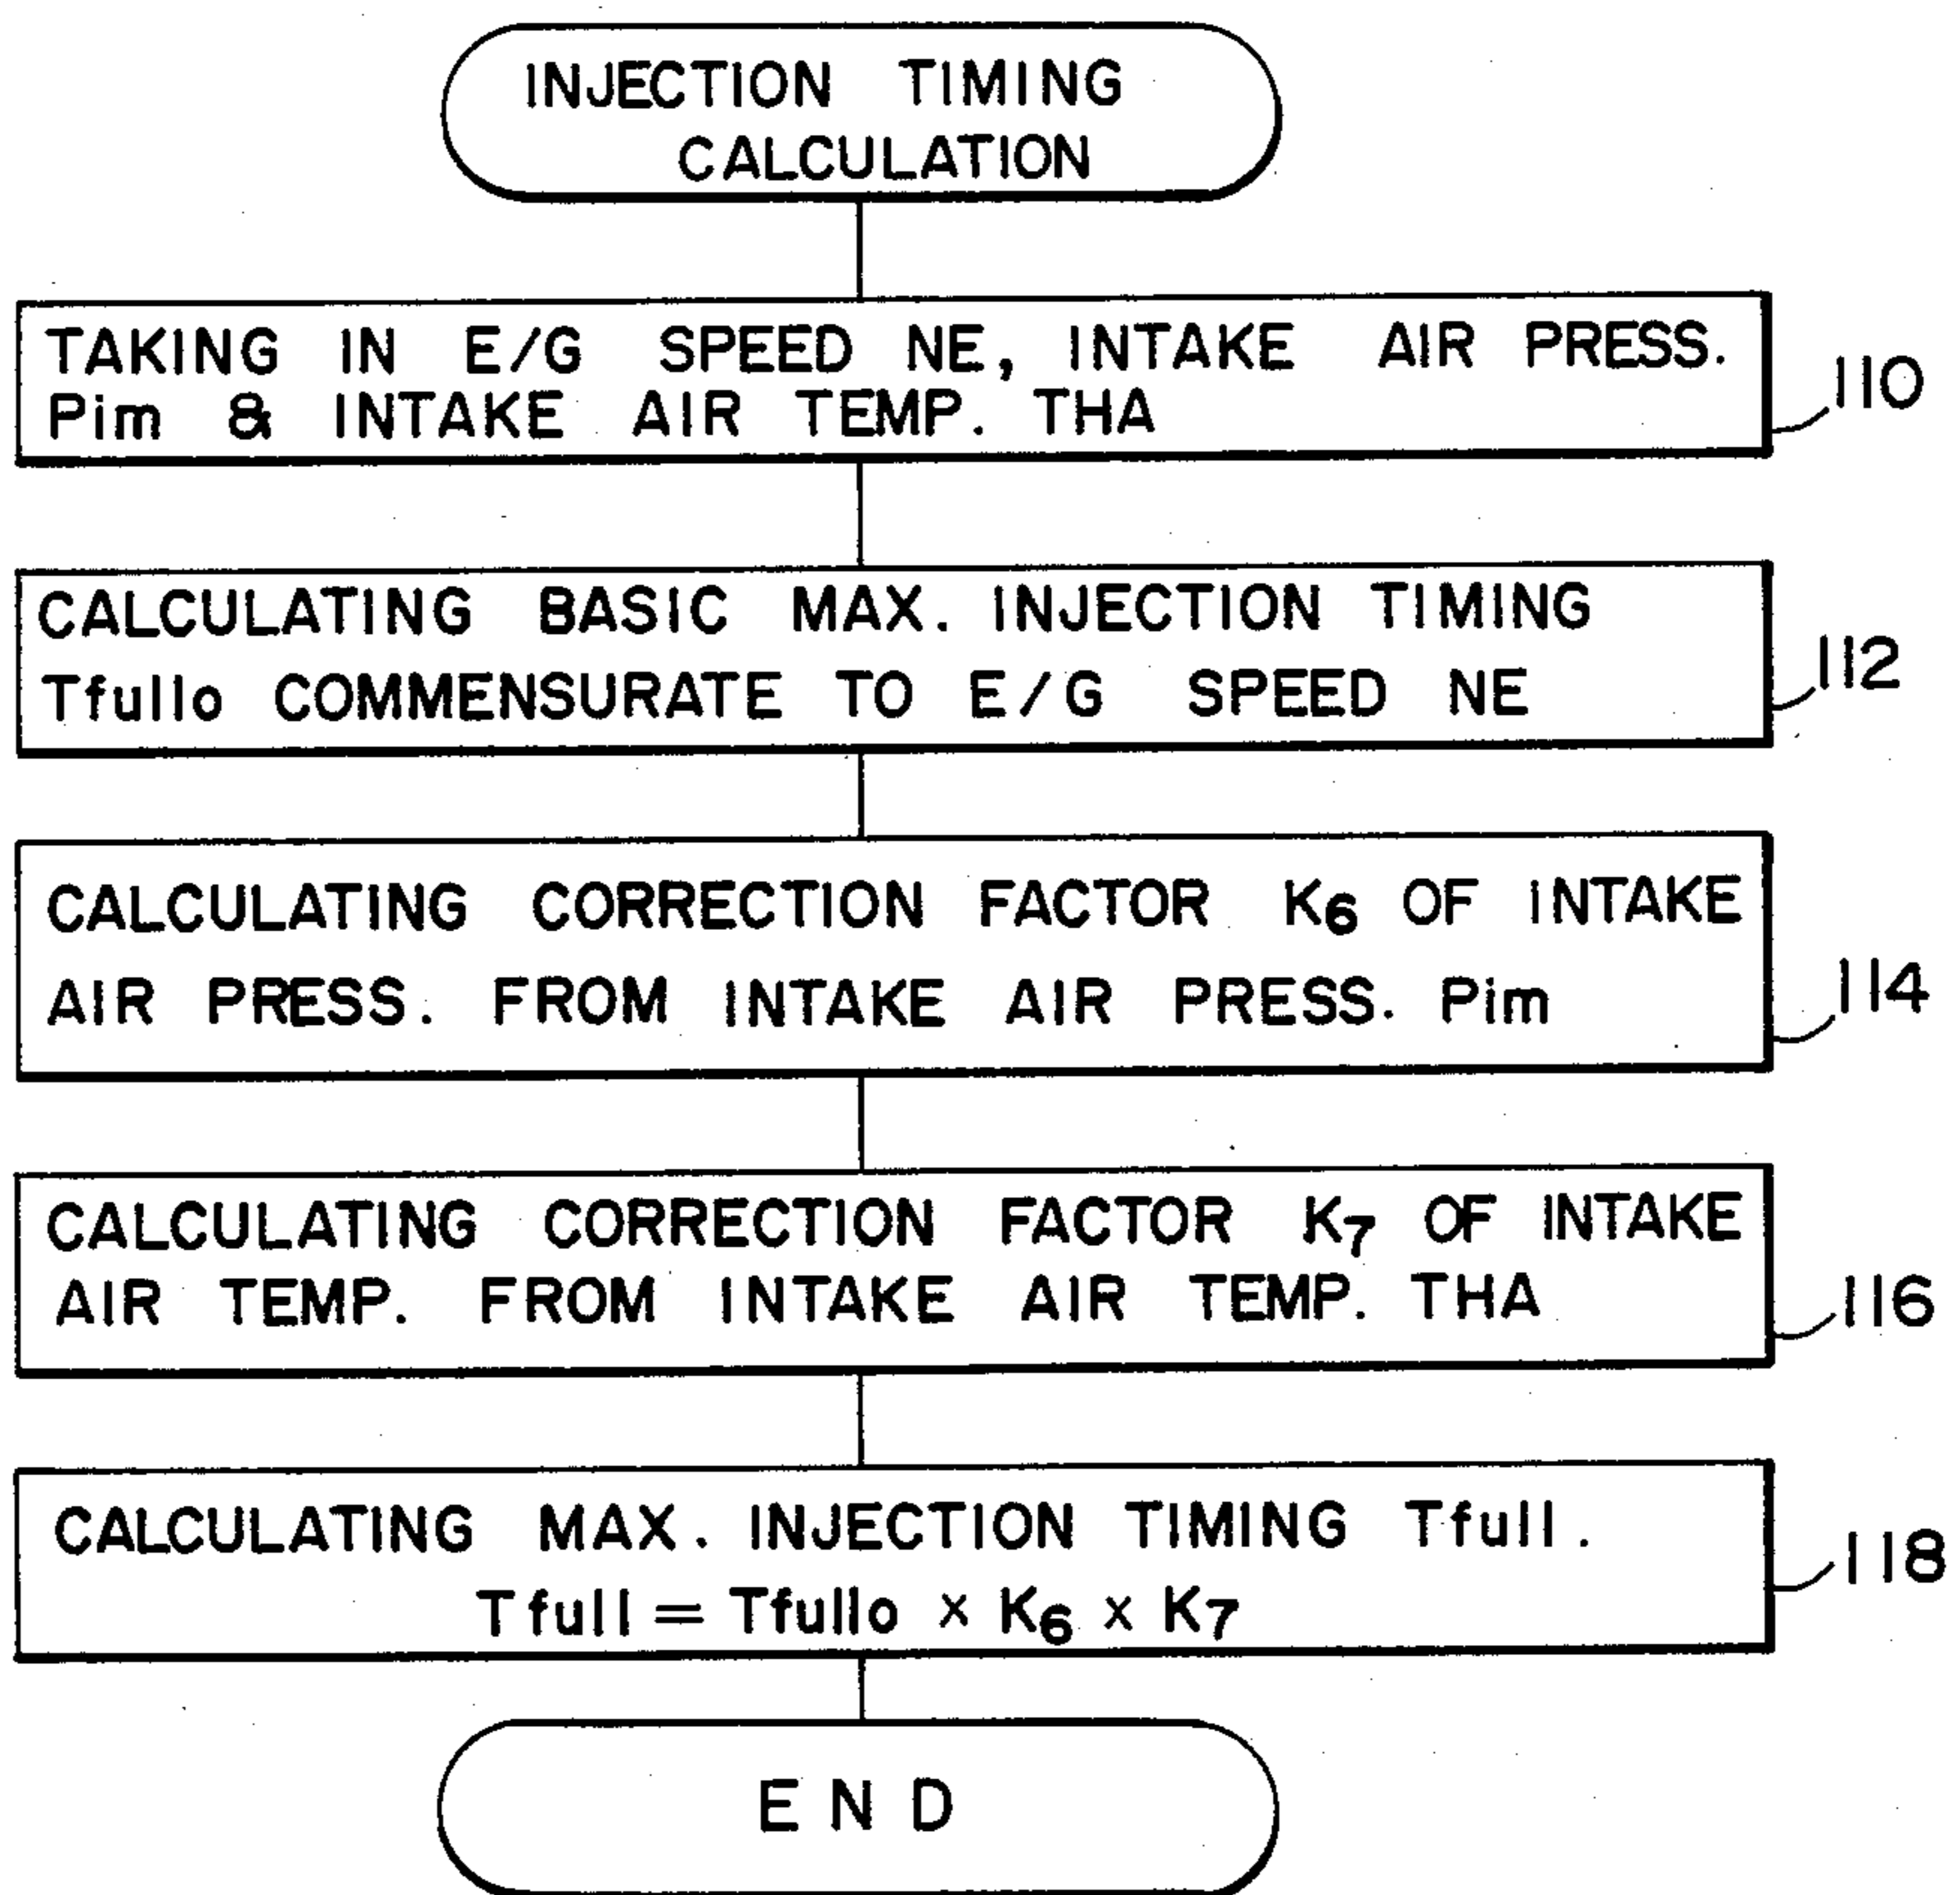 INJECTION TIMING
CALCULATION
TAKING IN E/G SPEED NE, INTAKE AIR PRESS.
Pim & INTAKE AIR TEMP. THA
110
CALCULATING BASIC MAX. INJECTION TIMING
Tfullo COMMENSURATE TO E/G SPEED NE
112
CALCULATING CORRECTION FACTOR K6 OF INTAKE
AIR PRESS. FROM INTAKE AIR PRESS. Pim
114
CALCULATING CORRECTION FACTOR K7 OF INTAKE
AIR TEMP. FROM INTAKE AIR TEMP. THA
116
CALCULATING MAX. INJECTION TIMING Tfull.
Tfull = Tfullo × K6 × K7
118
END